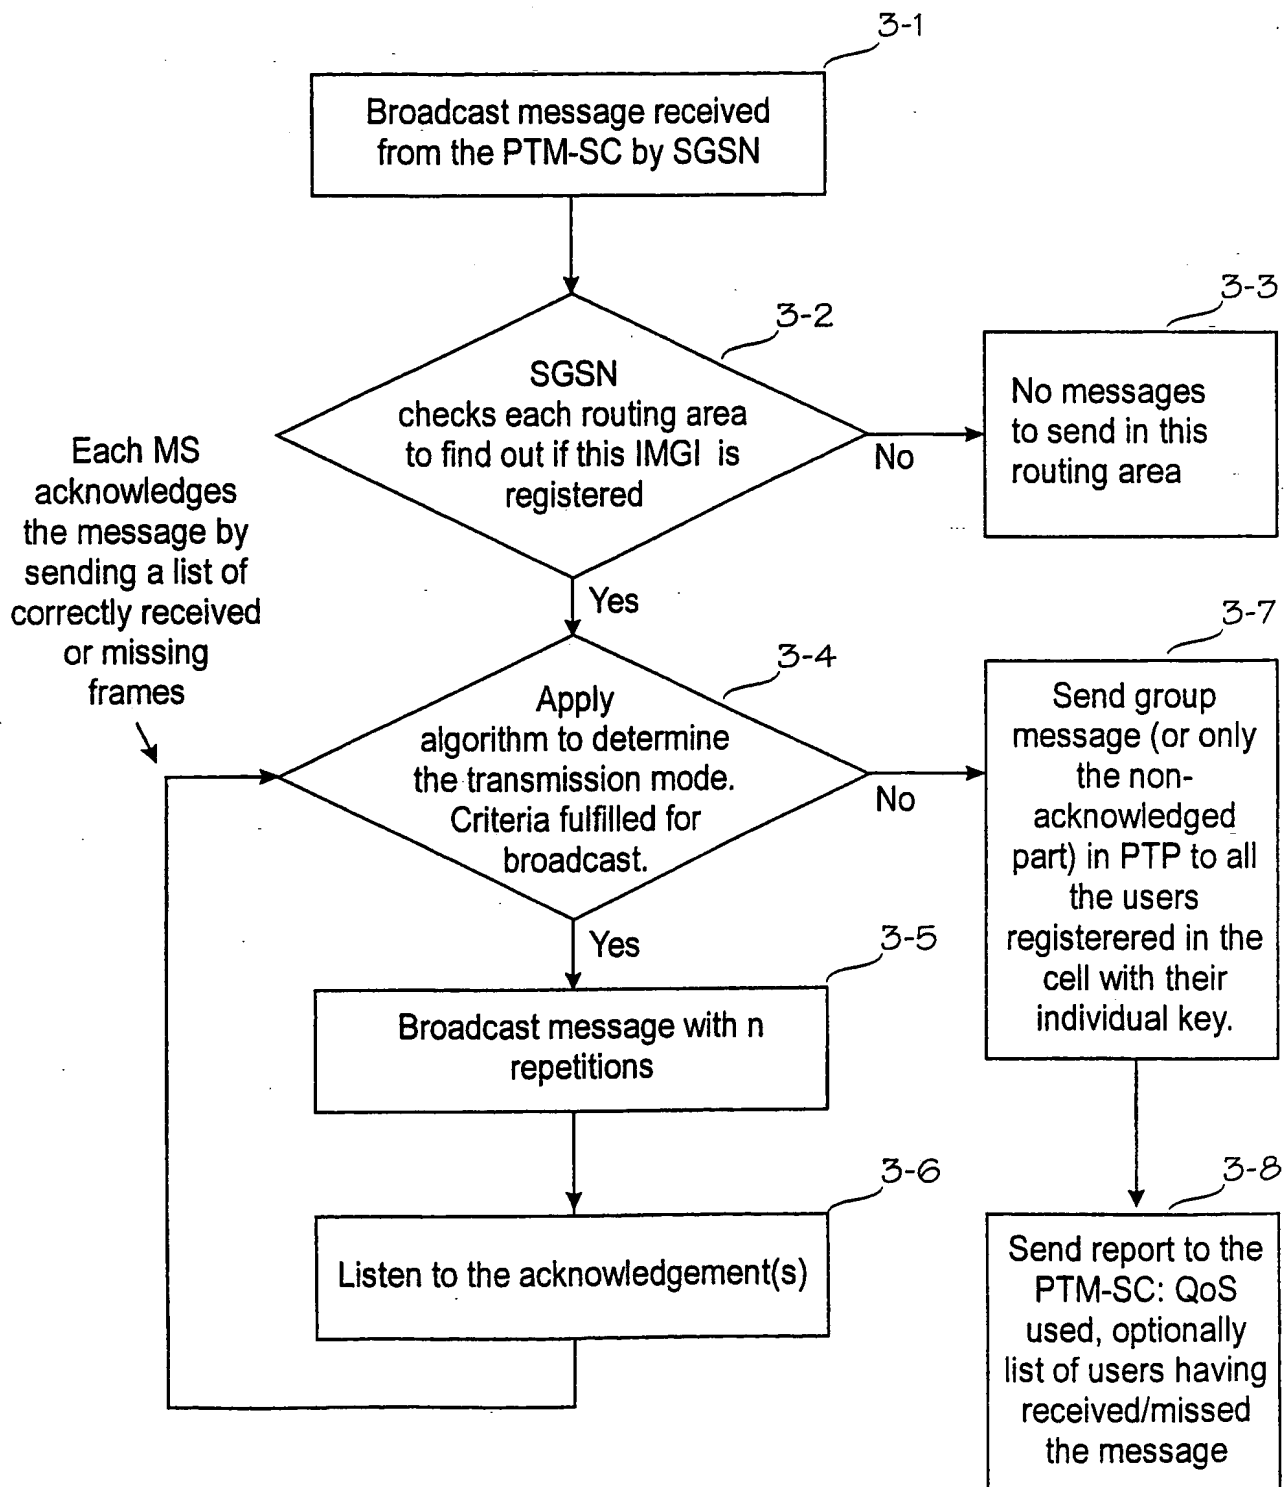 3-1
Broadcast message received
from the PTM-SC by SGSN
3-2
SGSN
checks each routing area
to find out if this IMGI is
registered
No
3-3
No messages
to send in this
routing area
Each MS
acknowledges
the message by
sending a list of
correctly received
or missing
frames
Yes
3-4
Apply
algorithm to determine
the transmission mode.
Criteria fulfilled for
broadcast.
No
3-7
Send group
message (or only
the non-
acknowledged
part) in PTP to all
the users
registerered in the
cell with their
individual key.
Yes
3-5
Broadcast message with n
repetitions
3-6
Listen to the acknowledgement(s)
3-8
Send report to the
PTM-SC: QoS
used, optionally
list of users having
received/missed
the message